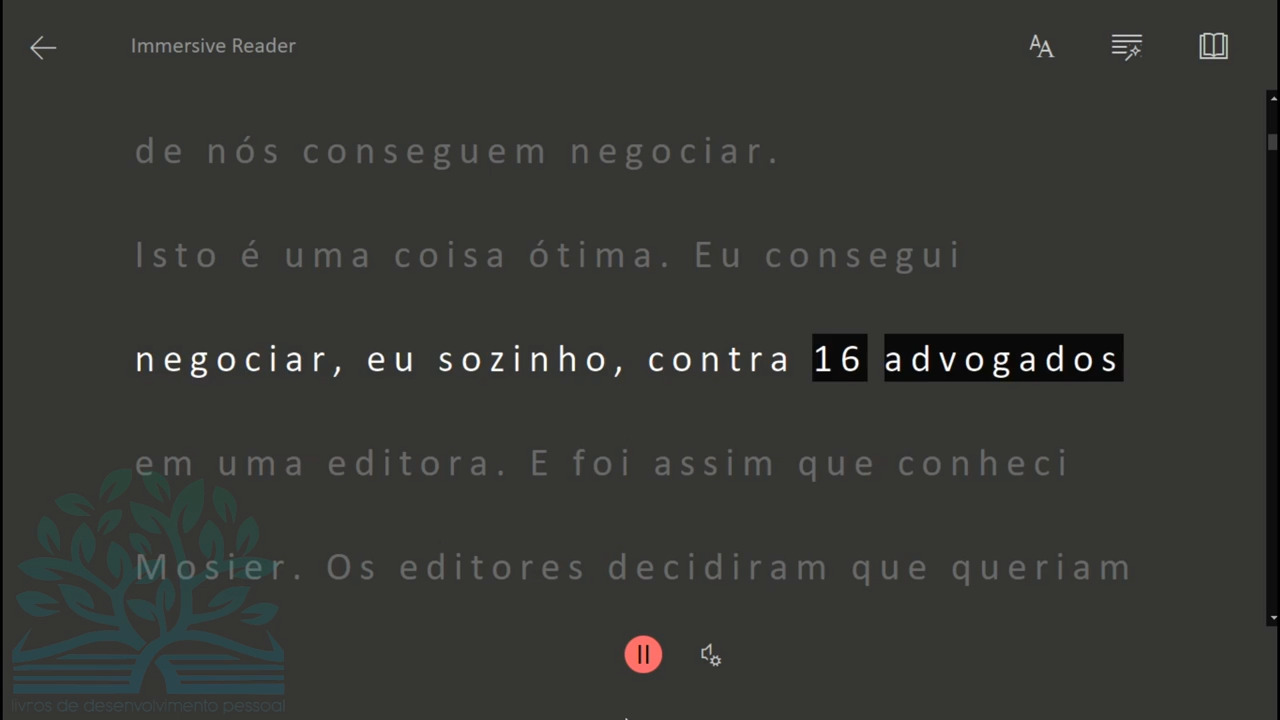 Immersive Reader
de nós conseguem negociar.
Isto é uma coisa ótima. Eu consegui
negociar, eu sozinho, contra 16 advogados
em uma editora. E foi assim que conheci
Mosier. Os editores decidiram que queriam
livros de desenvolvimento pessoal